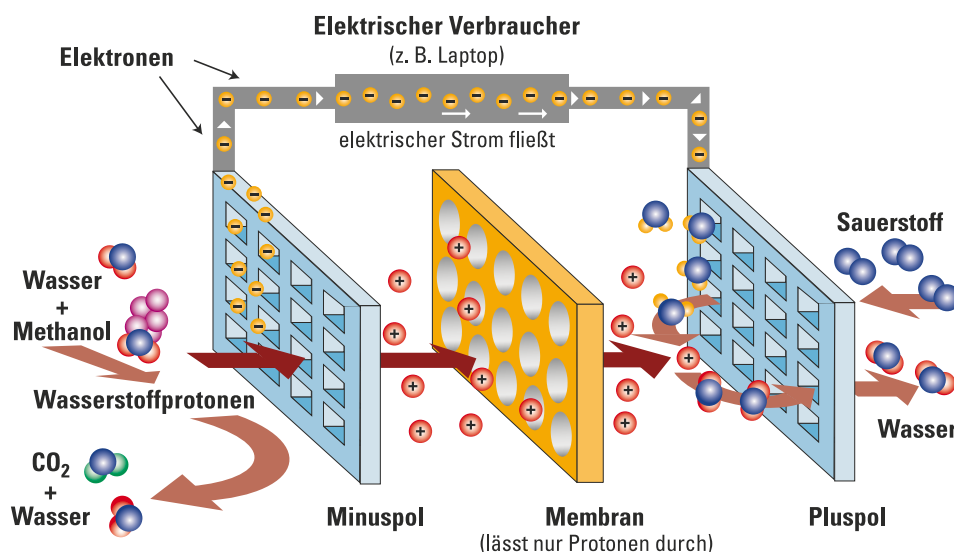 Elektrischer Verbraucher
(z. B. Laptop)
Elektronen
elektrischer Strom fließt
Sauerstoff
Wasser
+
Methanol
Wasserstoffprotonen
Wasser
CO₂
+
Wasser
Minuspol
Membran
(lässt nur Protonen durch)
Pluspol